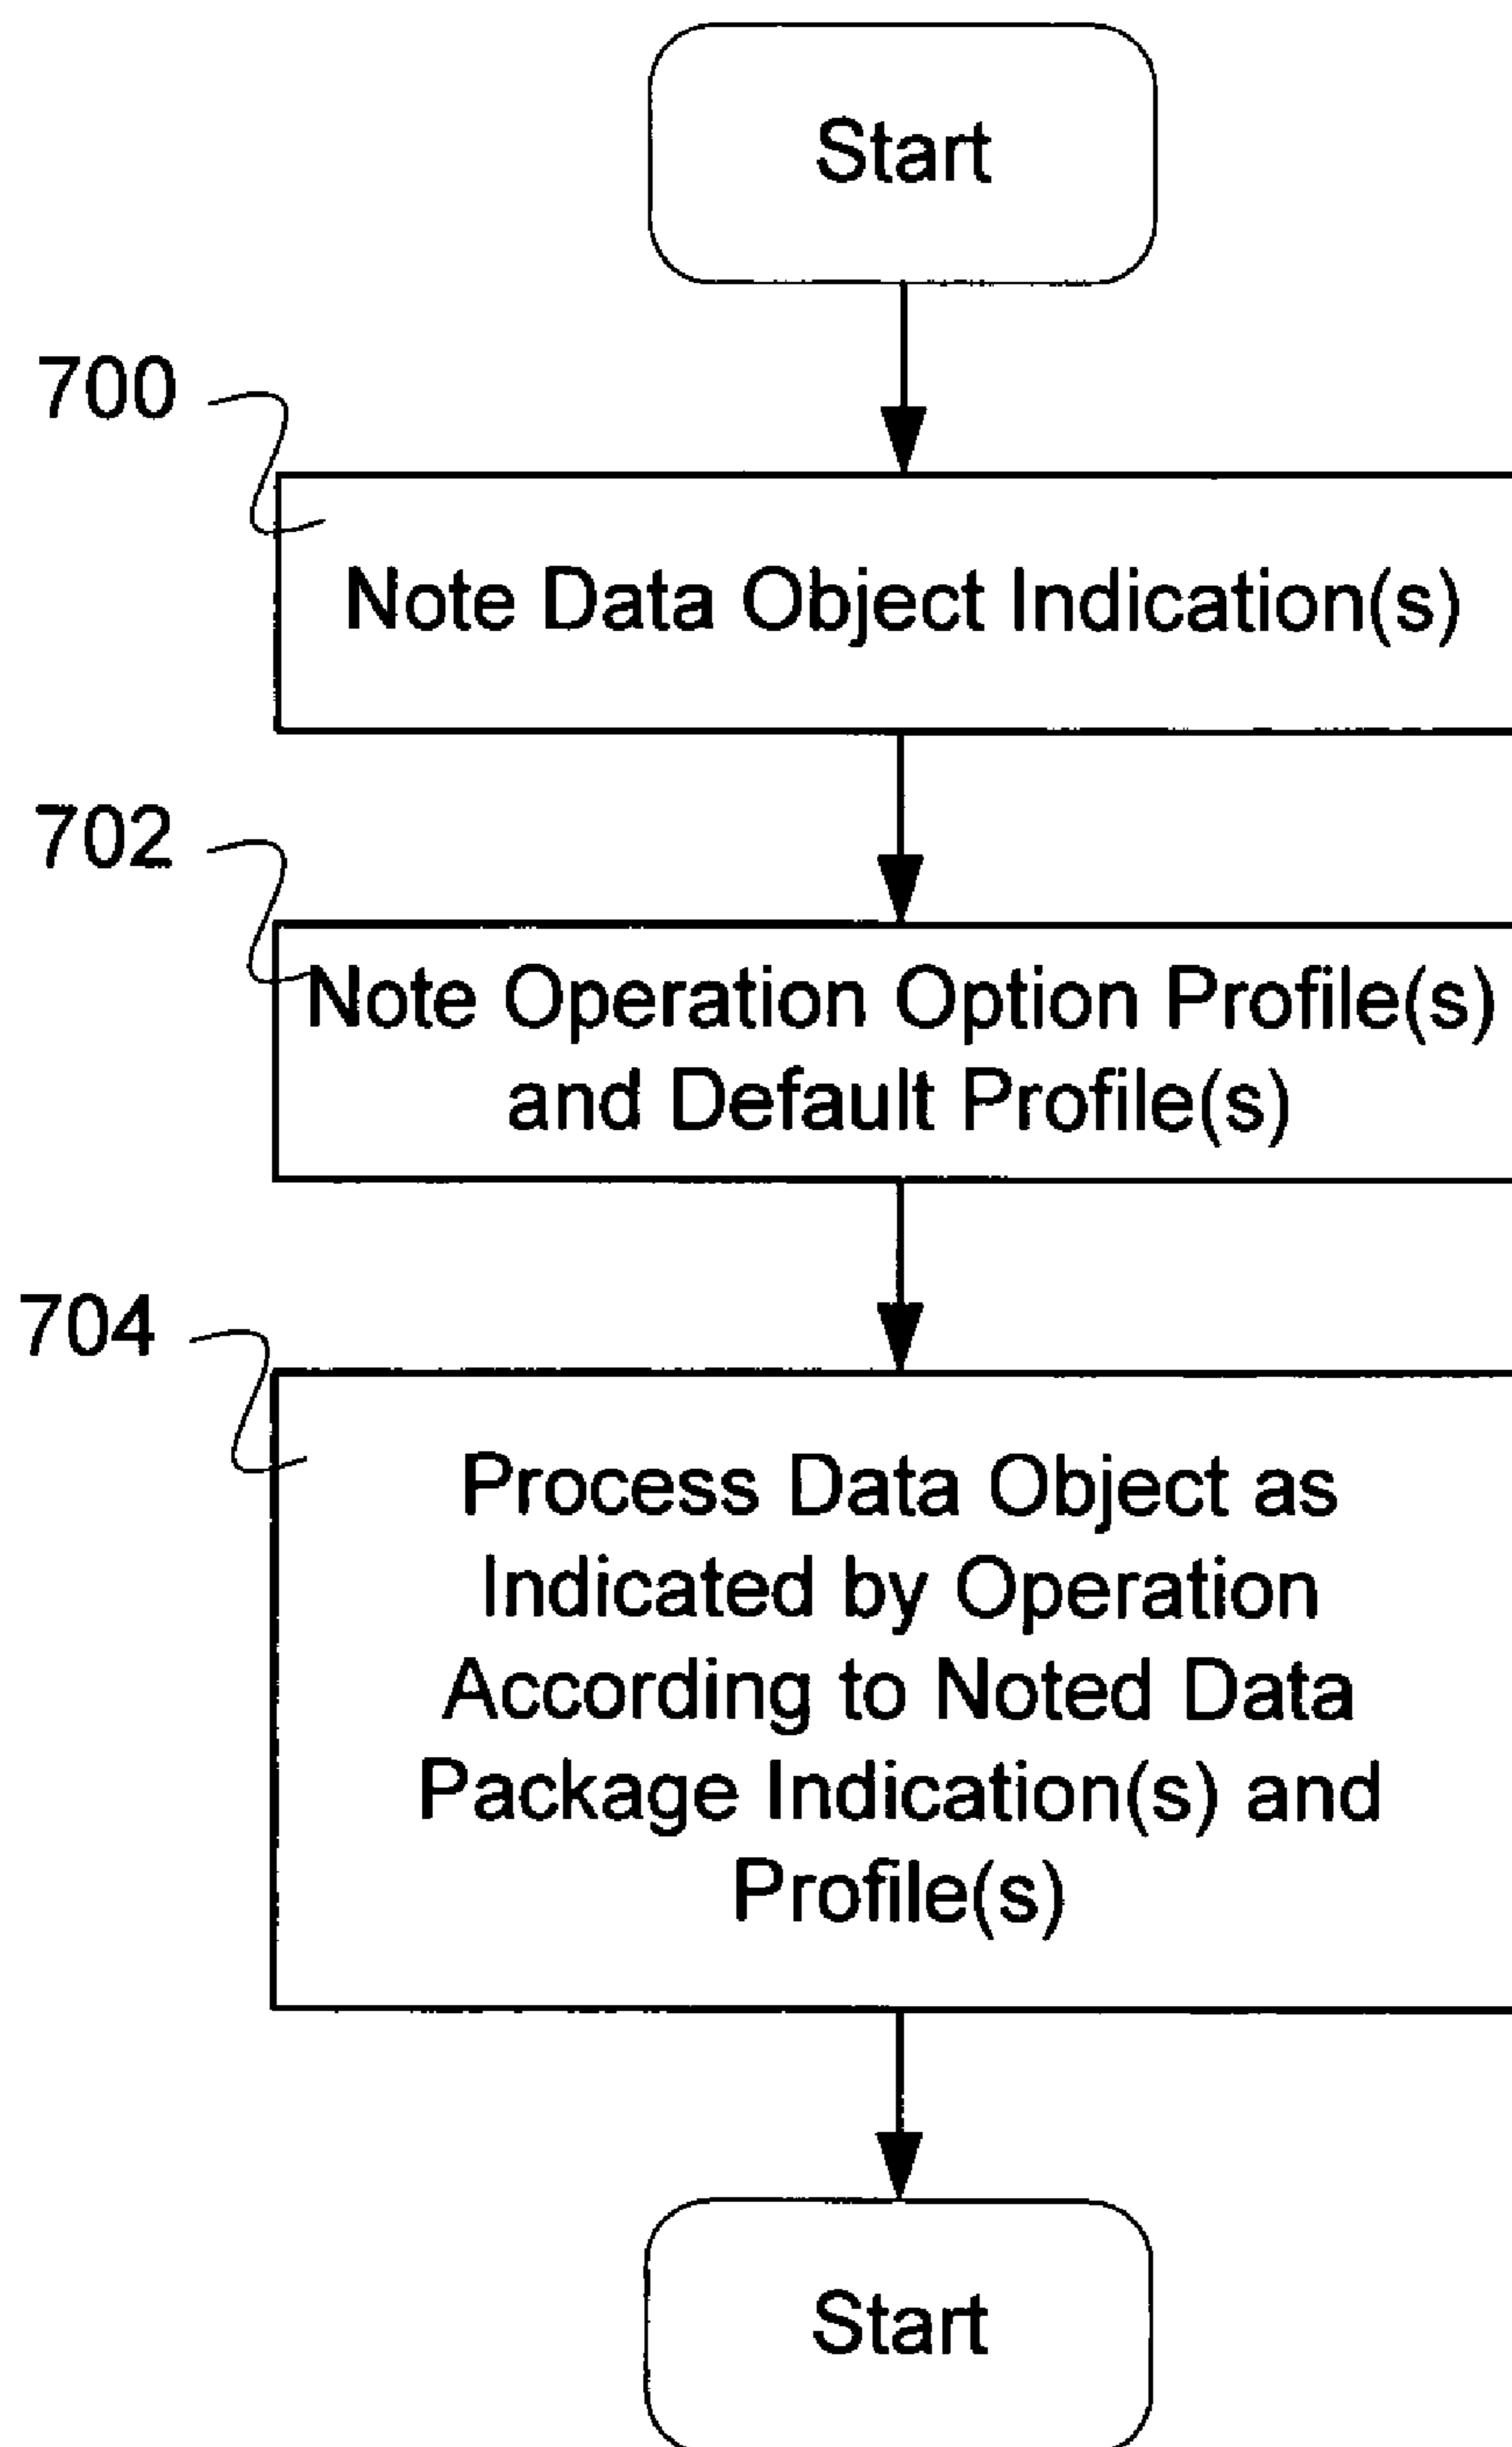 Start
700
Note Data Object Indication(s)
702
Note Operation Option Profile(s)
and Default Profile(s)
704
Process Data Object as
Indicated by Operation
According to Noted Data
Package Indication(s) and
Profile(s)
Start